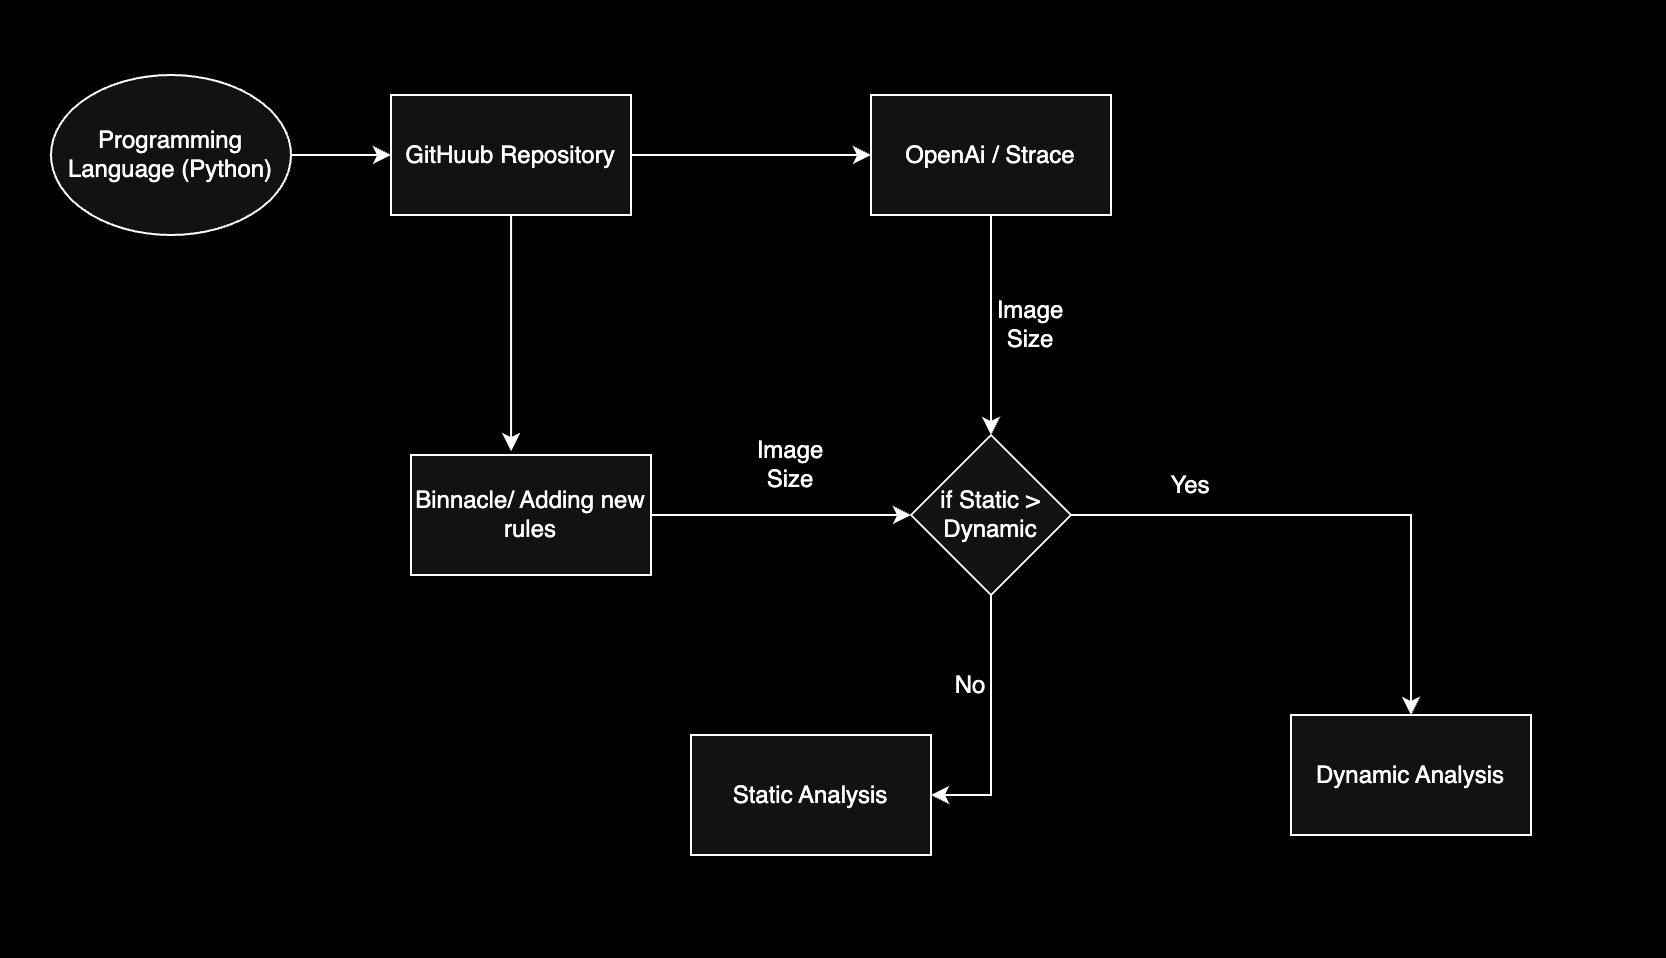 Programming
Language (Python)
GitHuub Repository
OpenAi / Strace
Image
Size
Image
Size
Binnacle/ Adding new
rules
if Static >
Dynamic
Yes
No
Static Analysis
Dynamic Analysis